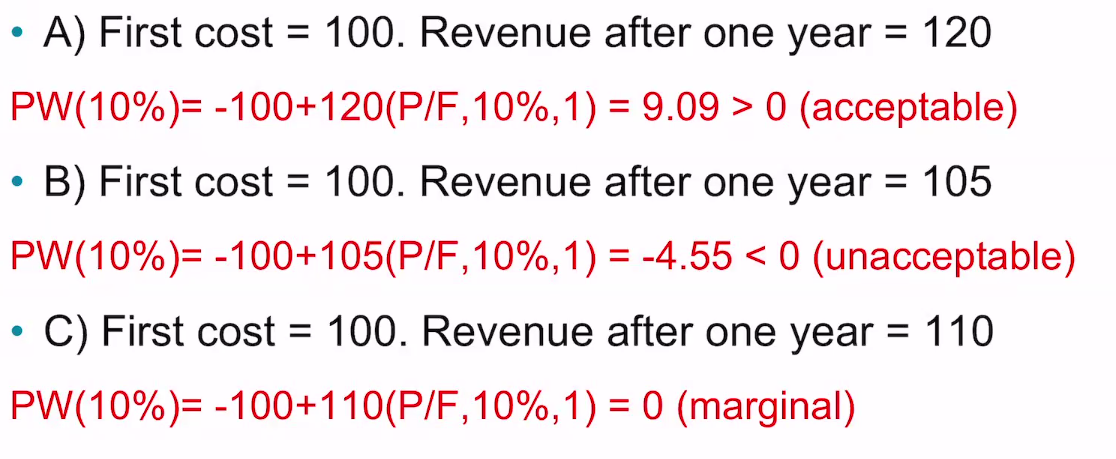 • A) First cost = 100. Revenue after one year = 120
PW(10%)= -100+120(P/F,10%,1) = 9.09 > 0 (acceptable)
• B) First cost = 100. Revenue after one year = 105
PW(10%)= -100+105(P/F,10%,1) = -4.55 < 0 (unacceptable)
• C) First cost = 100. Revenue after one year = 110
PW(10%)= -100+110(P/F,10%,1) = 0 (marginal)